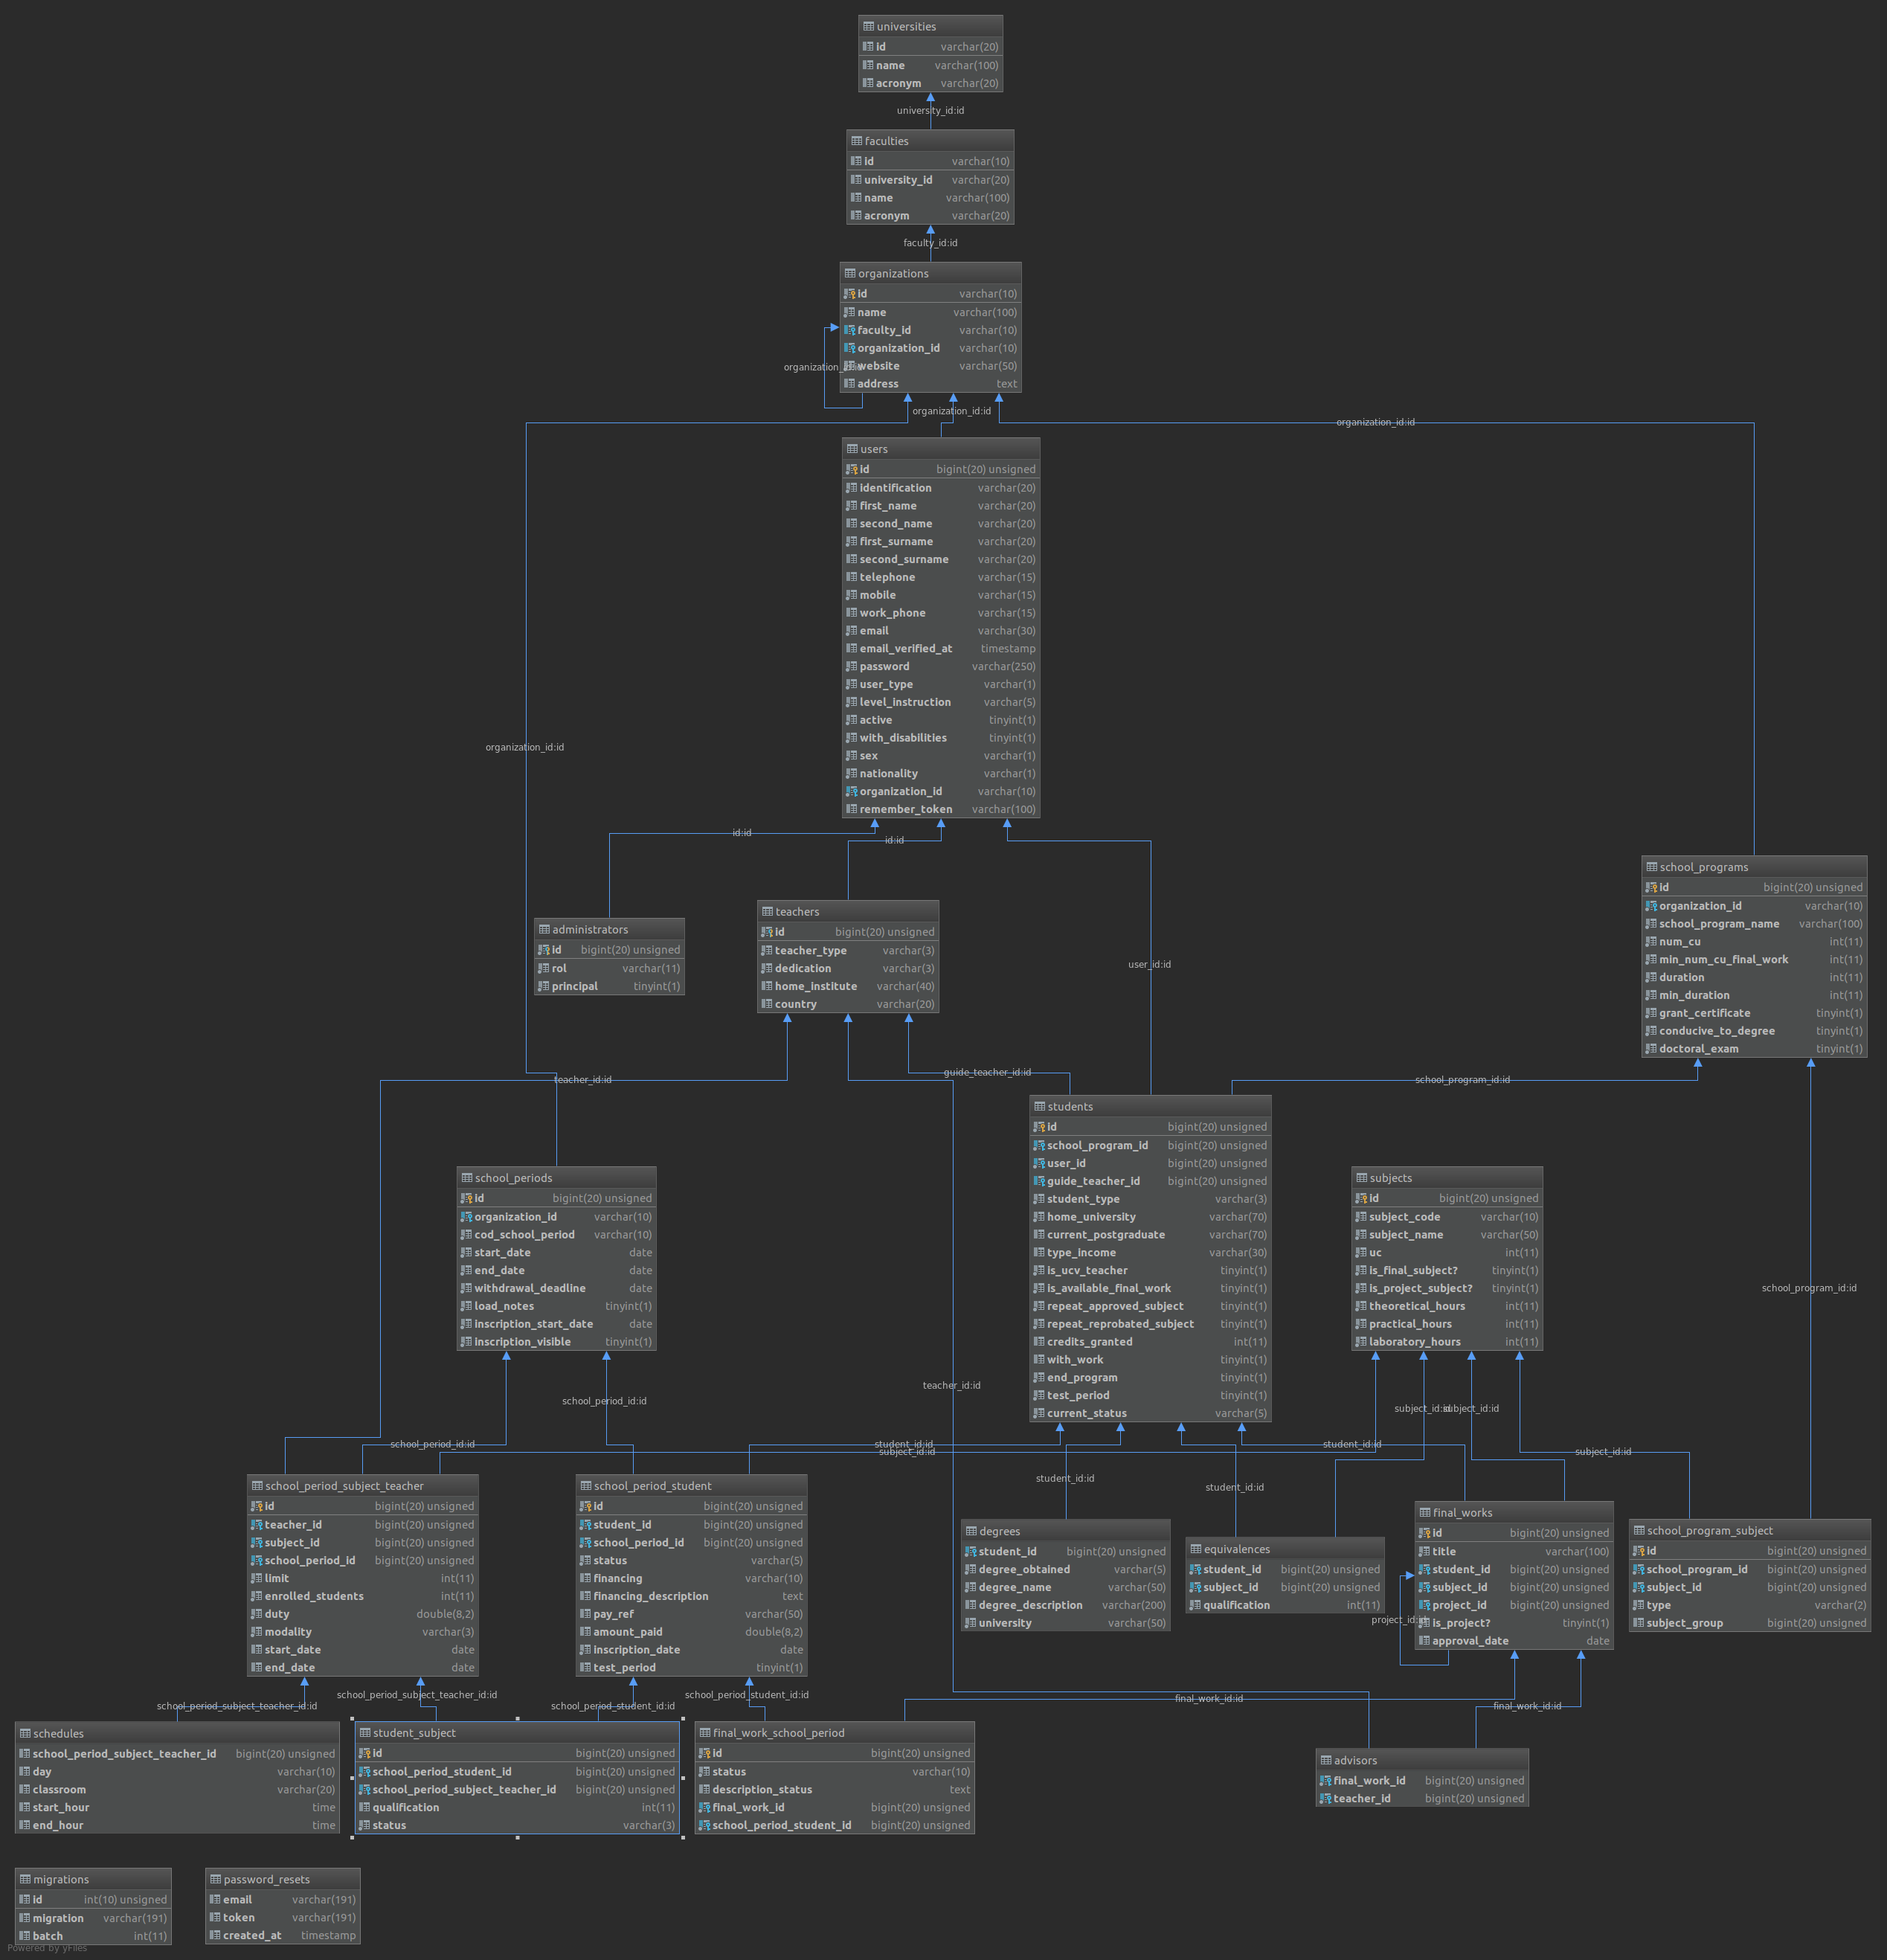 universities
id varchar(20)
name varchar(100)
acronym varchar(20)
university_id:id
faculties
id varchar(10)
university_id varchar(20)
name varchar(100)
acronym varchar(20)
faculty_id:id
organizations
id varchar(10)
name varchar(100)
faculty_id varchar(10)
organization_id varchar(10)
website varchar(50)
address text
organization_id:id
organization_id:id
organization_id:id
users
id bigint(20) unsigned
identification varchar(20)
first_name varchar(20)
second_name varchar(20)
first_surname varchar(20)
second_surname varchar(20)
telephone varchar(15)
mobile varchar(15)
work_phone varchar(15)
email varchar(30)
email_verified_at timestamp
password varchar(250)
user_type varchar(1)
level_instruction varchar(5)
active tinyint(1)
with_disabilities tinyint(1)
sex varchar(1)
nationality varchar(1)
organization_id varchar(10)
remember_token varchar(100)
organization_id:id
id:id
id:id
school_programs
id bigint(20) unsigned
organization_id varchar(10)
school_program_name varchar(100)
num_cu int(11)
min_num_cu_final_work int(11)
duration int(11)
min_duration int(11)
grant_certificate tinyint(1)
conducive_to_degree tinyint(1)
doctoral_exam tinyint(1)
teachers
id bigint(20) unsigned
teacher_type varchar(3)
dedication varchar(3)
home_institute varchar(40)
country varchar(20)
administrators
id bigint(20) unsigned
rol varchar(11)
principal tinyint(1)
user_id:id
teacher_id:id
guide_teacher_id:id
school_program_id:id
students
id bigint(20) unsigned
school_program_id bigint(20) unsigned
user_id bigint(20) unsigned
guide_teacher_id bigint(20) unsigned
student_type varchar(3)
home_university varchar(70)
current_postgraduate varchar(70)
type_income varchar(30)
is_ucv_teacher tinyint(1)
is_available_final_work tinyint(1)
repeat_approved_subject tinyint(1)
repeat_reprobated_subject tinyint(1)
credits_granted int(11)
with_work tinyint(1)
end_program tinyint(1)
test_period tinyint(1)
current_status varchar(5)
school_periods
id bigint(20) unsigned
organization_id varchar(10)
cod_school_period varchar(10)
start_date date
end_date date
withdrawal_deadline date
load_notes tinyint(1)
inscription_start_date date
inscription_visible tinyint(1)
subjects
id bigint(20) unsigned
subject_code varchar(10)
subject_name varchar(50)
uc int(11)
is_final_subject? tinyint(1)
is_project_subject? tinyint(1)
theoretical_hours int(11)
practical_hours int(11)
laboratory_hours int(11)
school_program_id:id
teacher_id:id
school_period_id:id
subject_id:id
subject_id:id
school_period_id:id
student_id:id
subject_id:id
student_id:id
subject_id:id
student_id:id
student_id:id
school_period_subject_teacher
id bigint(20) unsigned
teacher_id bigint(20) unsigned
subject_id bigint(20) unsigned
school_period_id bigint(20) unsigned
limit int(11)
enrolled_students int(11)
duty double(8,2)
modality varchar(3)
start_date date
end_date date
school_period_student
id bigint(20) unsigned
student_id bigint(20) unsigned
school_period_id bigint(20) unsigned
status varchar(5)
financing varchar(10)
financing_description text
pay_ref varchar(50)
amount_paid double(8,2)
inscription_date date
test_period tinyint(1)
degrees
student_id bigint(20) unsigned
degree_obtained varchar(5)
degree_name varchar(50)
degree_description varchar(200)
university varchar(50)
equivalences
student_id bigint(20) unsigned
subject_id bigint(20) unsigned
qualification int(11)
final_works
id bigint(20) unsigned
title varchar(100)
student_id bigint(20) unsigned
subject_id bigint(20) unsigned
project_id bigint(20) unsigned
is_project? tinyint(1)
approval_date date
project_id:id
school_program_subject
id bigint(20) unsigned
school_program_id bigint(20) unsigned
subject_id bigint(20) unsigned
type varchar(2)
subject_group bigint(20) unsigned
school_period_subject_teacher_id:id
school_period_subject_teacher_id:id
school_period_student_id:id
school_period_student_id:id
final_work_id:id
final_work_id:id
schedules
school_period_subject_teacher_id bigint(20) unsigned
day varchar(10)
classroom varchar(20)
start_hour time
end_hour time
student_subject
id bigint(20) unsigned
school_period_student_id bigint(20) unsigned
school_period_subject_teacher_id bigint(20) unsigned
qualification int(11)
status varchar(3)
final_work_school_period
id bigint(20) unsigned
status varchar(10)
description_status text
final_work_id bigint(20) unsigned
school_period_student_id bigint(20) unsigned
advisors
final_work_id bigint(20) unsigned
teacher_id bigint(20) unsigned
migrations
id int(10) unsigned
migration varchar(191)
batch int(11)
password_resets
email varchar(191)
token varchar(191)
created_at timestamp
Powered by yFiles